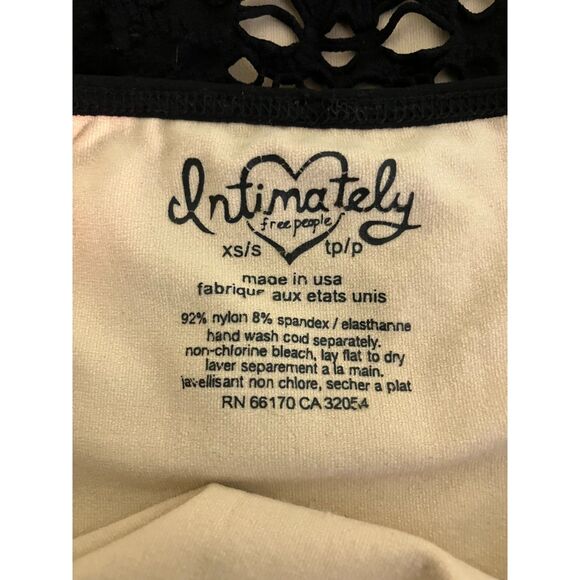 Intimately
free people
xs/s tp/p
made in usa
fabrique aux etats unis
92% nylon 8% spandex / elasthanne
hand wash cold separately.
non-chlorine bleach, lay flat to dry
laver separement a la main.
javellisant non chlore, secher a plat
RN 66170 CA 32054